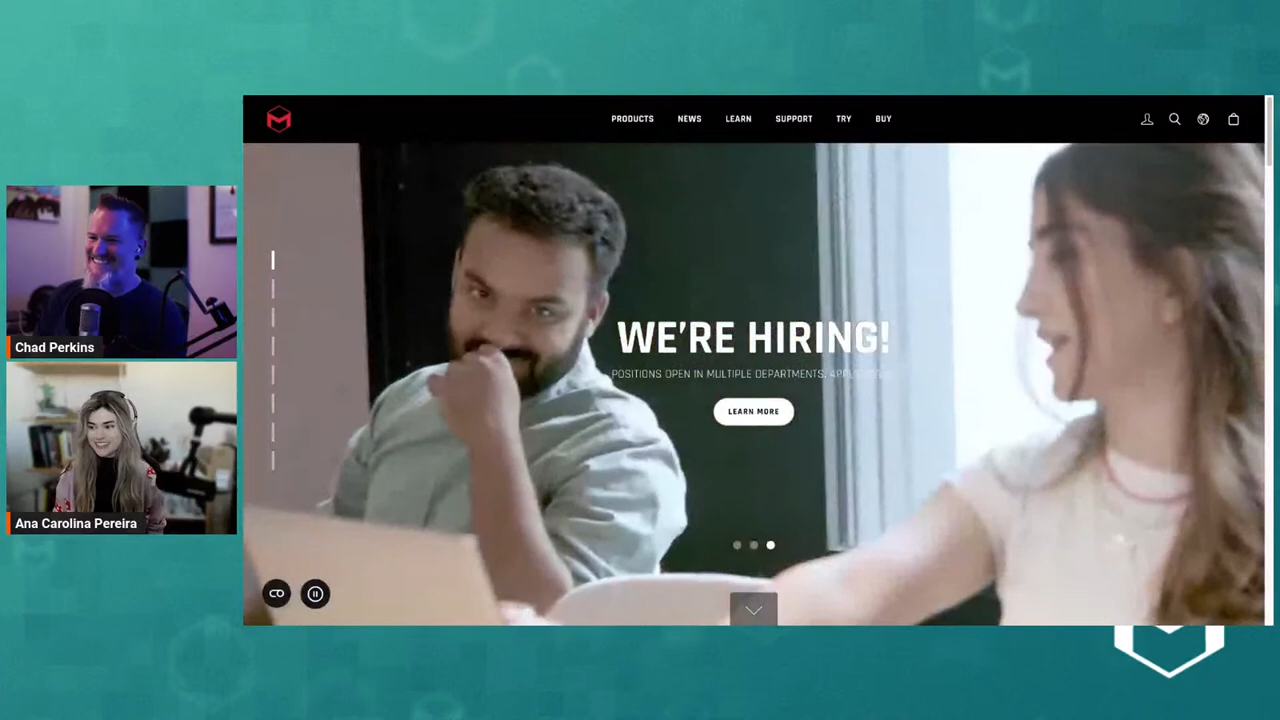 PRODUCTS NEWS LEARN SUPPORT TRY BUY
Chad Perkins
Ana Carolina Pereira
WE'RE HIRING!
POSITIONS OPEN IN MULTIPLE DEPARTMENTS.
LEARN MORE